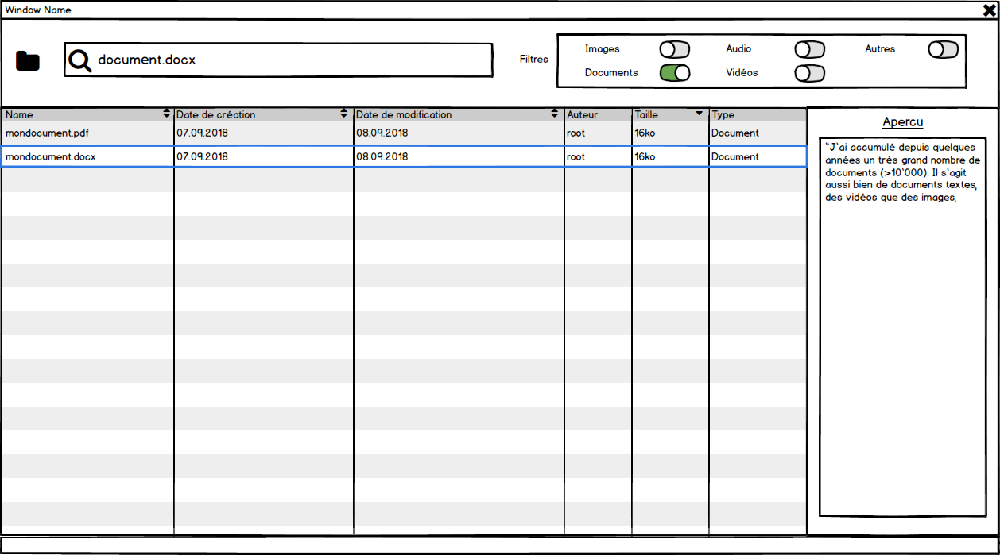 Window Name
document.docx
Filtres
Images Audio Autres
Documents Vidéos
Name Date de création Date de modification Auteur Taille Type
mondocument.pdf 07.09.2018 08.09.2018 root 16ko Document
mondocument.docx 07.09.2018 08.09.2018 root 16ko Document
Apercu
"J'ai accumulé depuis quelques
années un très grand nombre de
documents (>10'000). Il s'agit
aussi bien de documents textes,
des vidéos que des images,